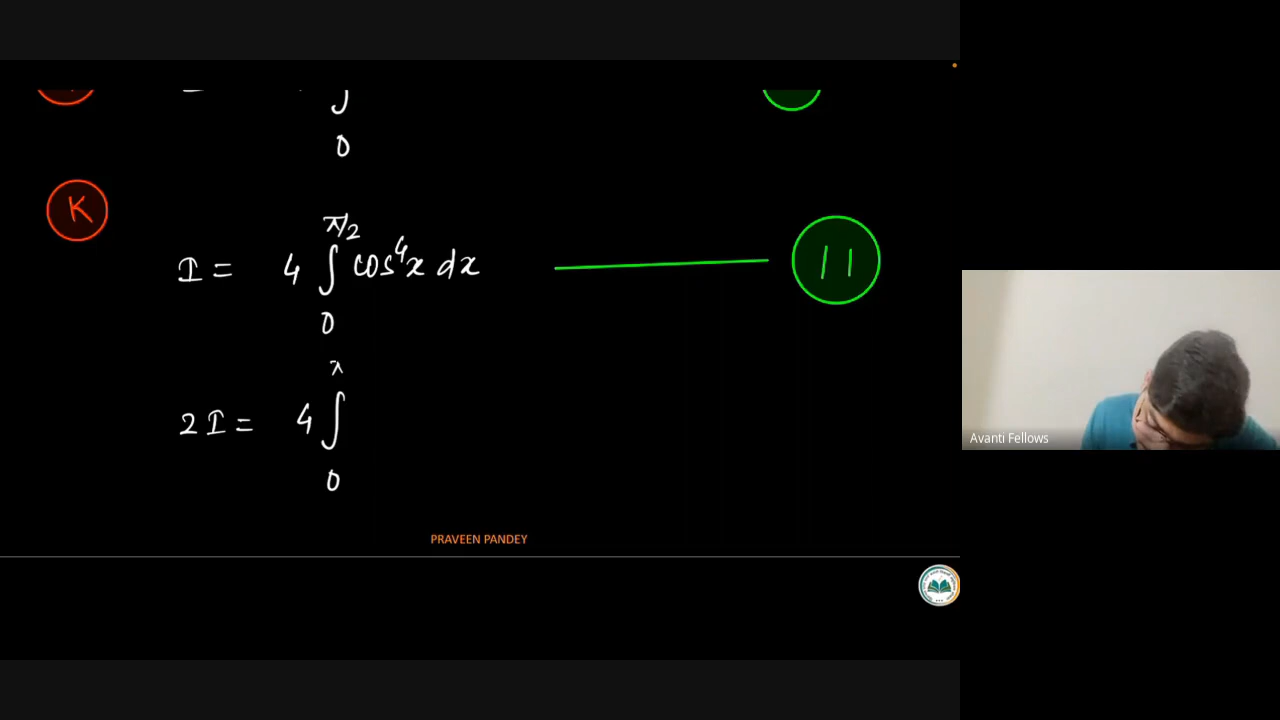 0
K
π/2
I = 4 ∫ cos⁴x dx
11
0
π
2I = 4 ∫
0
Avanti Fellows
PRAVEEN PANDEY